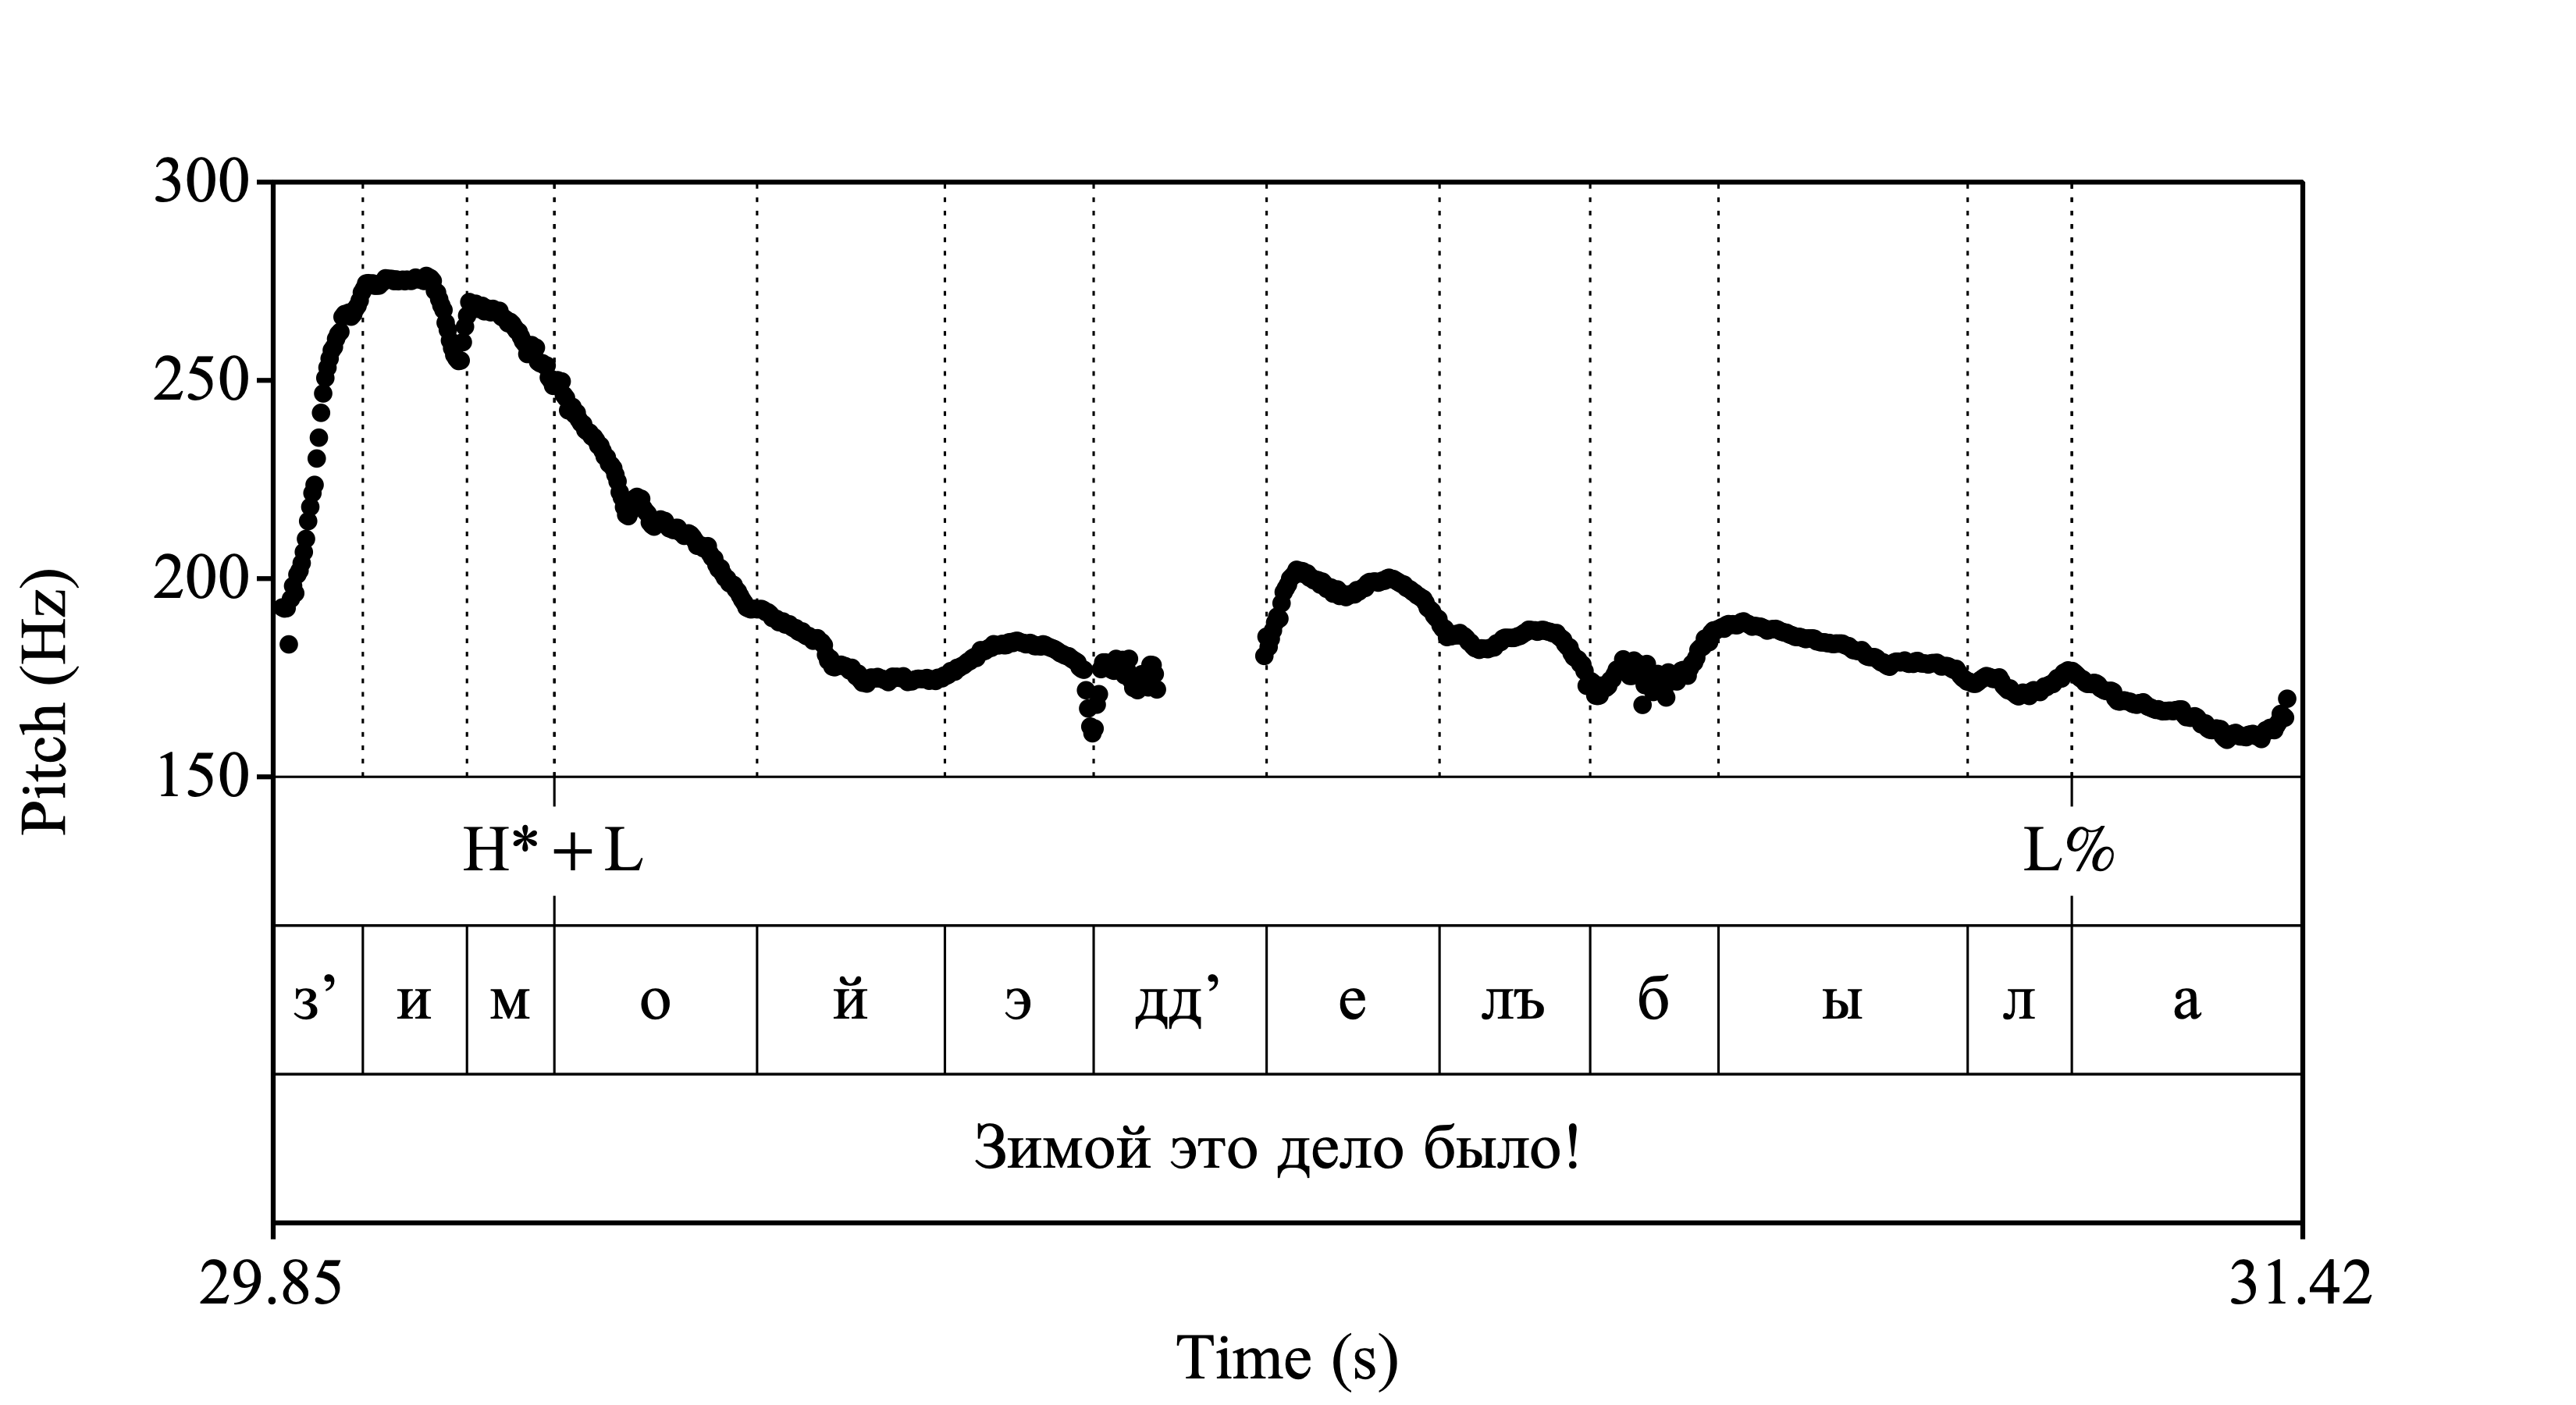 300
250
200
150
Pitch (Hz)
H* + L L%
з’ и м о й э дд’ е лъ б ы л а
Зимой это дело было!
29.85 31.42
Time (s)